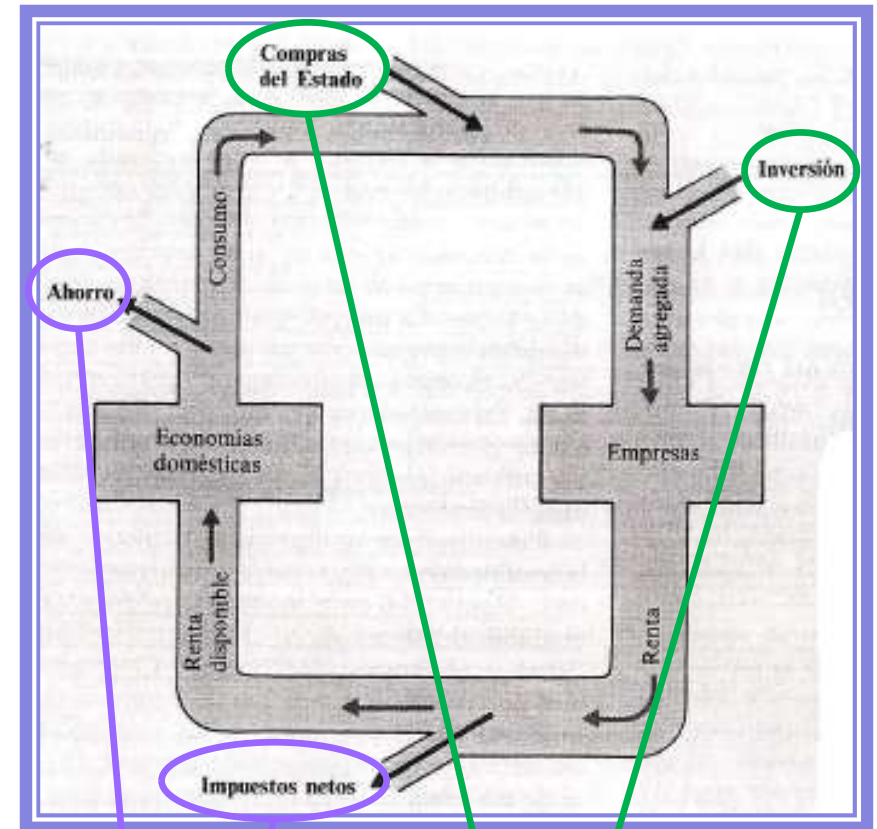 Compras
del Estado
Inversión
Consumo
Ahorro
Demanda
agregada
Economías
domésticas
Empresas
Renta
disponible
Renta
Impuestos netos